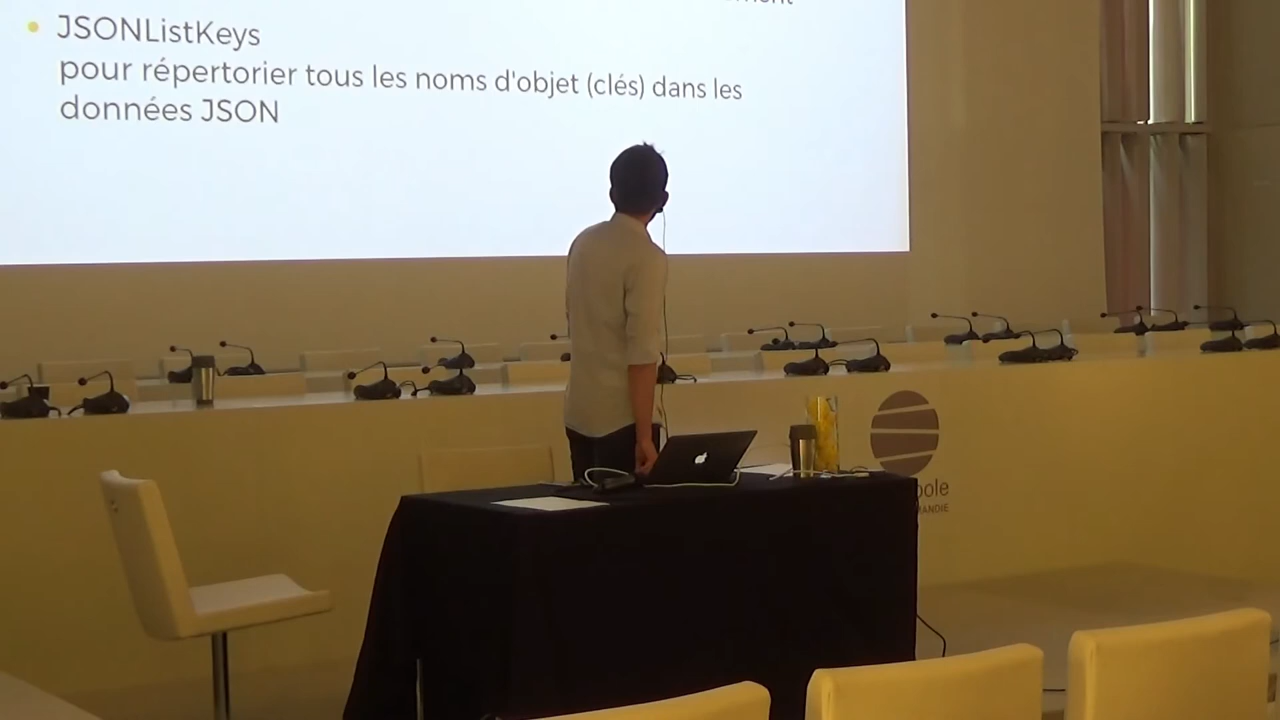 JSONListKeys
pour répertorier tous les noms d'objet (clés) dans les
données JSON